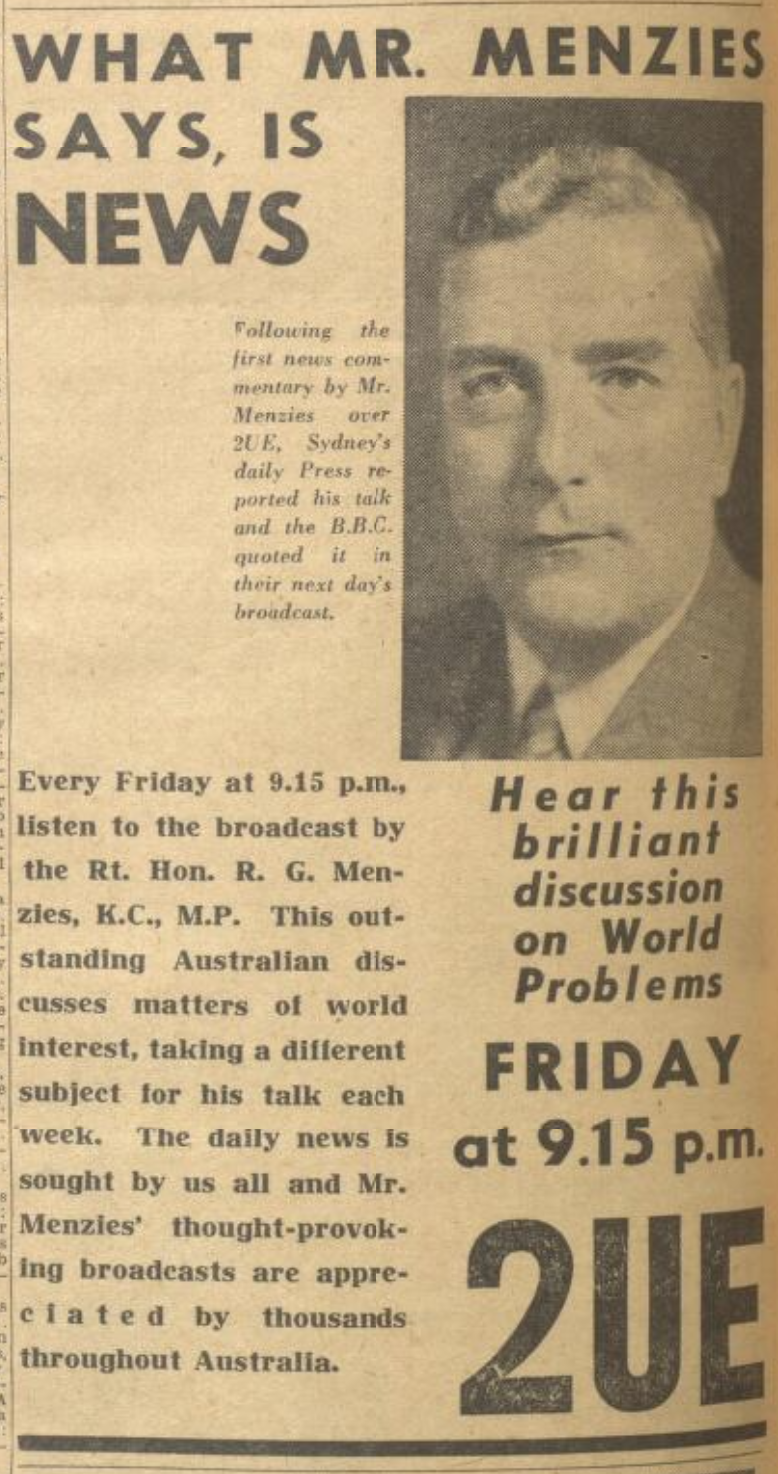 WHAT MR. MENZIES
SAYS, IS
NEWS
Following the
first news com-
mentary by Mr.
Menzies over
2UE, Sydney's
daily Press re-
ported his talk
and the B.B.C.
quoted it in
their next day's
broadcast.
Every Friday at 9.15 p.m.,
listen to the broadcast by
the Rt. Hon. R. G. Men-
zies, K.C., M.P. This out-
standing Australian dis-
cusses matters of world
interest, taking a different
subject for his talk each
week. The daily news is
sought by us all and Mr.
Menzies' thought-provok-
ing broadcasts are appre-
ciated by thousands
throughout Australia.
Hear this
brilliant
discussion
on World
Problems
FRIDAY
at 9.15 p.m.
2UE